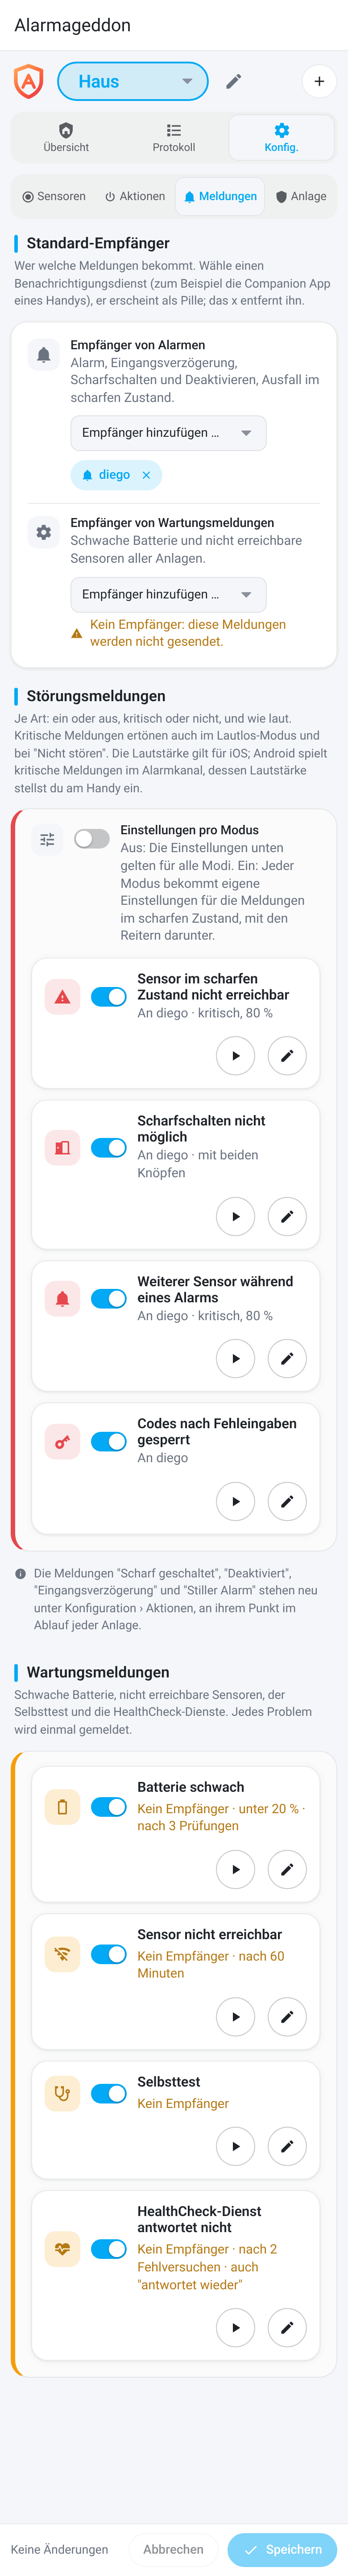 Alarmageddon
Haus
Übersicht
Protokoll
Konfig.
Sensoren
Aktionen
Meldungen
Anlage
Standard-Empfänger
Wer welche Meldungen bekommt. Wähle einen
Benachrichtigungsdienst (zum Beispiel die Companion App
eines Handys), er erscheint als Pille; das x entfernt ihn.
Empfänger von Alarmen
Alarm, Eingangsverzögerung,
Scharfschalten und Deaktivieren, Ausfall im
scharfen Zustand.
Empfänger hinzufügen ...
diego
Empfänger von Wartungsmeldungen
Schwache Batterie und nicht erreichbare
Sensoren aller Anlagen.
Empfänger hinzufügen ...
Kein Empfänger: diese Meldungen
werden nicht gesendet.
Störungsmeldungen
Je Art: ein oder aus, kritisch oder nicht, und wie laut.
Kritische Meldungen ertönen auch im Lautlos-Modus und
bei "Nicht stören". Die Lautstärke gilt für iOS; Android spielt
kritische Meldungen im Alarmkanal, dessen Lautstärke
stellst du am Handy ein.
Einstellungen pro Modus
Aus: Die Einstellungen unten
gelten für alle Modi. Ein: Jeder
Modus bekommt eigene
Einstellungen für die Meldungen
im scharfen Zustand, mit den
Reitern darunter.
Sensor im scharfen
Zustand nicht erreichbar
An diego · kritisch, 80 %
Scharfschalten nicht
möglich
An diego · mit beiden
Knöpfen
Weiterer Sensor während
eines Alarms
An diego · kritisch, 80 %
Codes nach Fehleingaben
gesperrt
An diego
Die Meldungen "Scharf geschaltet", "Deaktiviert",
"Eingangsverzögerung" und "Stiller Alarm" stehen neu
unter Konfiguration › Aktionen, an ihrem Punkt im
Ablauf jeder Anlage.
Wartungsmeldungen
Schwache Batterie, nicht erreichbare Sensoren, der
Selbsttest und die HealthCheck-Dienste. Jedes Problem
wird einmal gemeldet.
Batterie schwach
Kein Empfänger · unter 20 % ·
nach 3 Prüfungen
Sensor nicht erreichbar
Kein Empfänger · nach 60
Minuten
Selbsttest
Kein Empfänger
HealthCheck-Dienst
antwortet nicht
Kein Empfänger · nach 2
Fehlversuchen · auch
"antwortet wieder"
Keine Änderungen
Abbrechen
Speichern